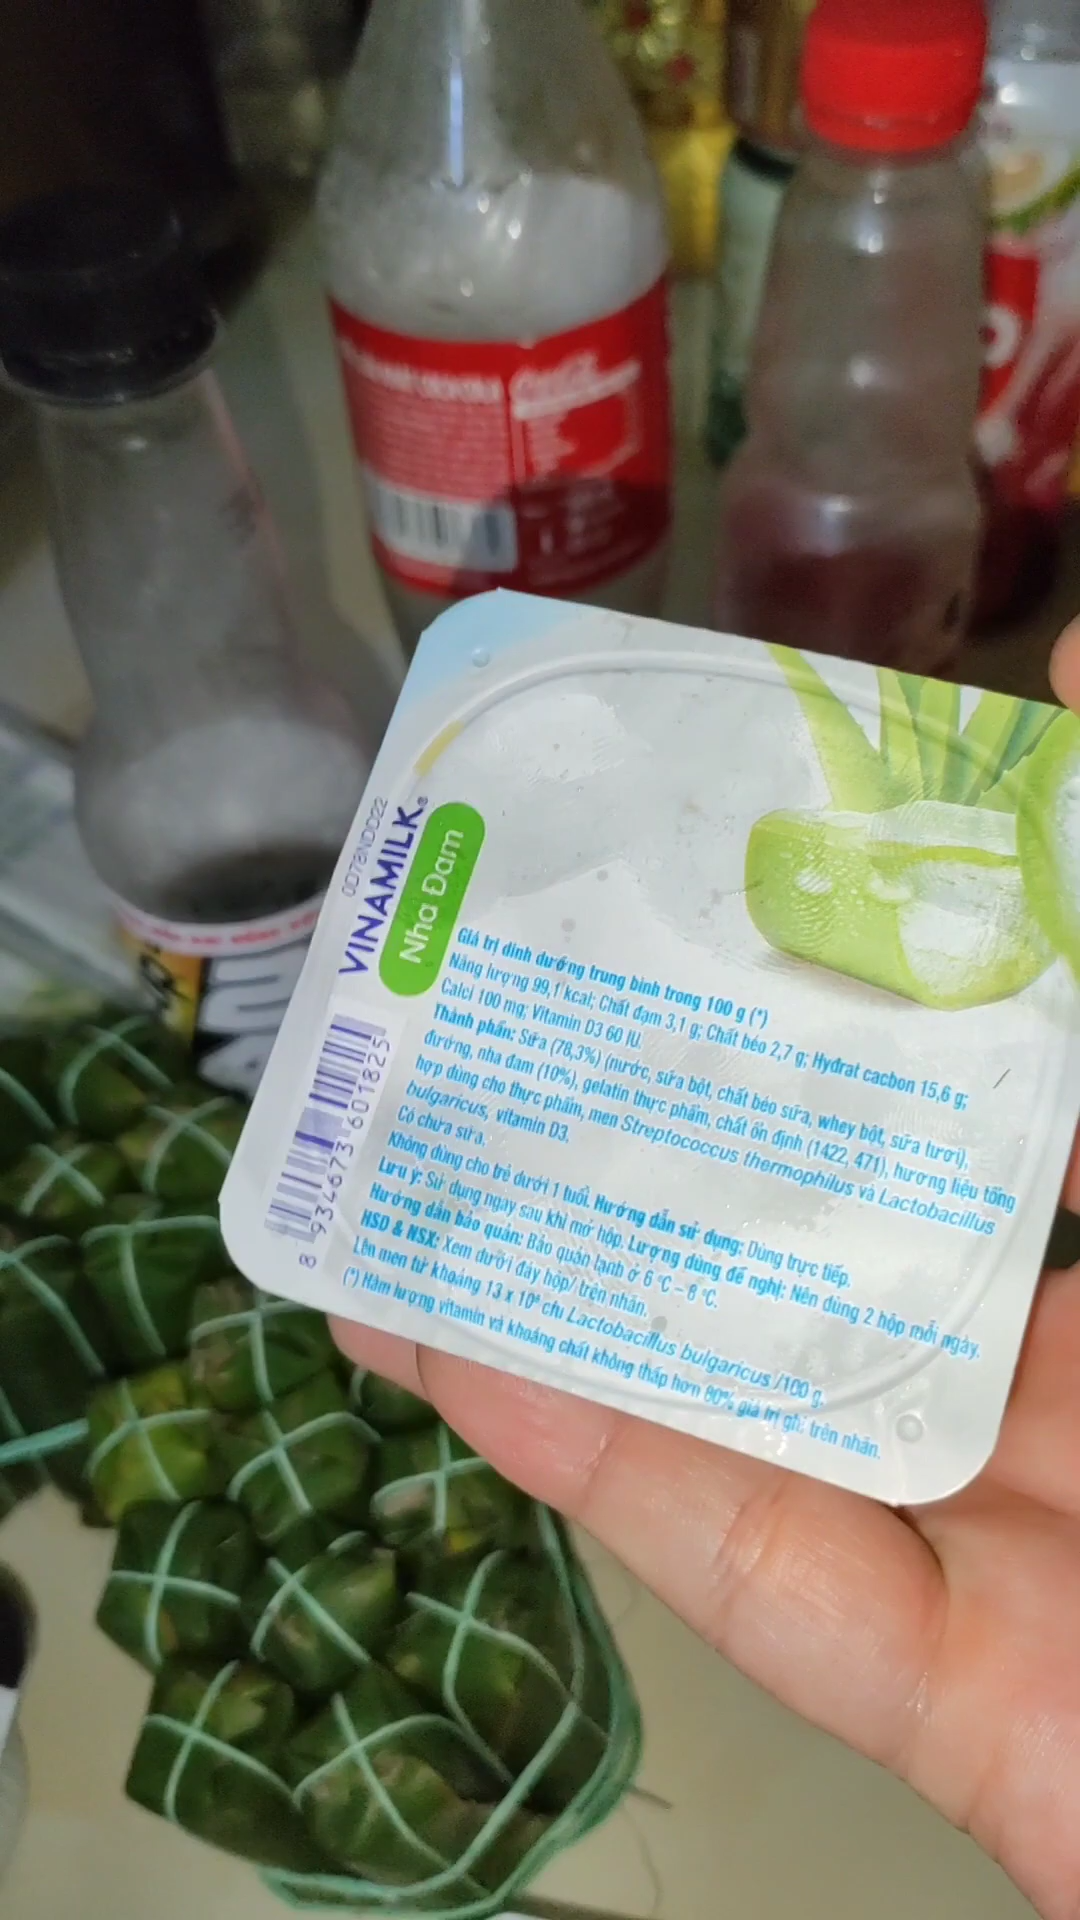 0D78NDD22
VINAMILK®
Nha Đam
Giá trị dinh dưỡng trung bình trong 100 g (*)
Năng lượng 99,1 kcal; Chất đạm 3,1 g; Chất béo 2,7 g; Hydrat cacbon 15,6 g;
Calci 100 mg; Vitamin D3 60 IU.
Thành phần: Sữa (78,3%) (nước, sữa bột, chất béo sữa, whey bột, sữa tươi),
đường, nha đam (10%), gelatin thực phẩm, chất ổn định (1422, 471), hương liệu tổng
hợp dùng cho thực phẩm, men Streptococcus thermophilus và Lactobacillus
bulgaricus, vitamin D3.
Có chứa sữa.
Không dùng cho trẻ dưới 1 tuổi. Hướng dẫn sử dụng: Dùng trực tiếp.
Lưu ý: Sử dụng ngay sau khi mở hộp. Lượng dùng đề nghị: Nên dùng 2 hộp mỗi ngày.
Hướng dẫn bảo quản: Bảo quản lạnh ở 6 °C – 8 °C.
HSD & NSX: Xem dưới đáy hộp/ trên nhãn.
Lên men từ khoảng 13 x 10⁶ cfu Lactobacillus bulgaricus /100 g.
(*) Hàm lượng vitamin và khoáng chất không thấp hơn 80% giá trị ghi trên nhãn.
8 934673 601825